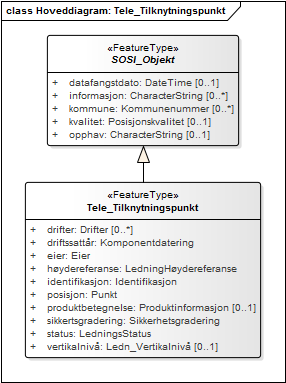 class Hoveddiagram: Tele_Tilknytningspunkt
«FeatureType»
SOSI_Objekt
+ datafangstdato: DateTime [0..1]
+ informasjon: CharacterString [0..*]
+ kommune: Kommunenummer [0..*]
+ kvalitet: Posisjonskvalitet [0..1]
+ opphav: CharacterString [0..1]
«FeatureType»
Tele_Tilknytningspunkt
+ drifter: Drifter [0..*]
+ driftssattår: Komponentdatering
+ eier: Eier
+ høydereferanse: LedningHøydereferanse
+ identifikasjon: Identifikasjon
+ posisjon: Punkt
+ produktbetegnelse: Produktinformasjon [0..1]
+ sikkertsgradering: Sikkerhetsgradering
+ status: LedningsStatus
+ vertikalnivå: Ledn_Vertikalnivå [0..1]